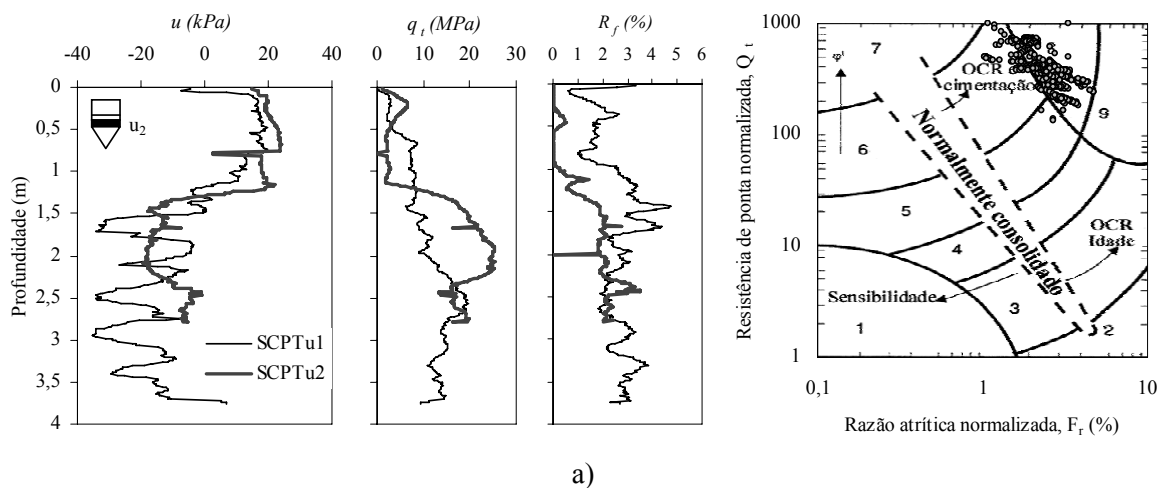 u (kPa)
-40 -20 0 20 40
q t (MPa)
0 10 20 30
R f (%)
0 1 2 3 4 5 6
Profundidade (m)
0
0,5
1
1,5
2
2,5
3
3,5
4
u2
SCPTu1
SCPTu2
Resistência de ponta normalizada, Q t
1000
100
10
1
7
φ'
OCR
cimentação
9
6
Normalmente consolidado
5
4
OCR
Idade
Sensibilidade
1
3
2
0,1 1 10
Razão atrítica normalizada, Fr (%)
a)